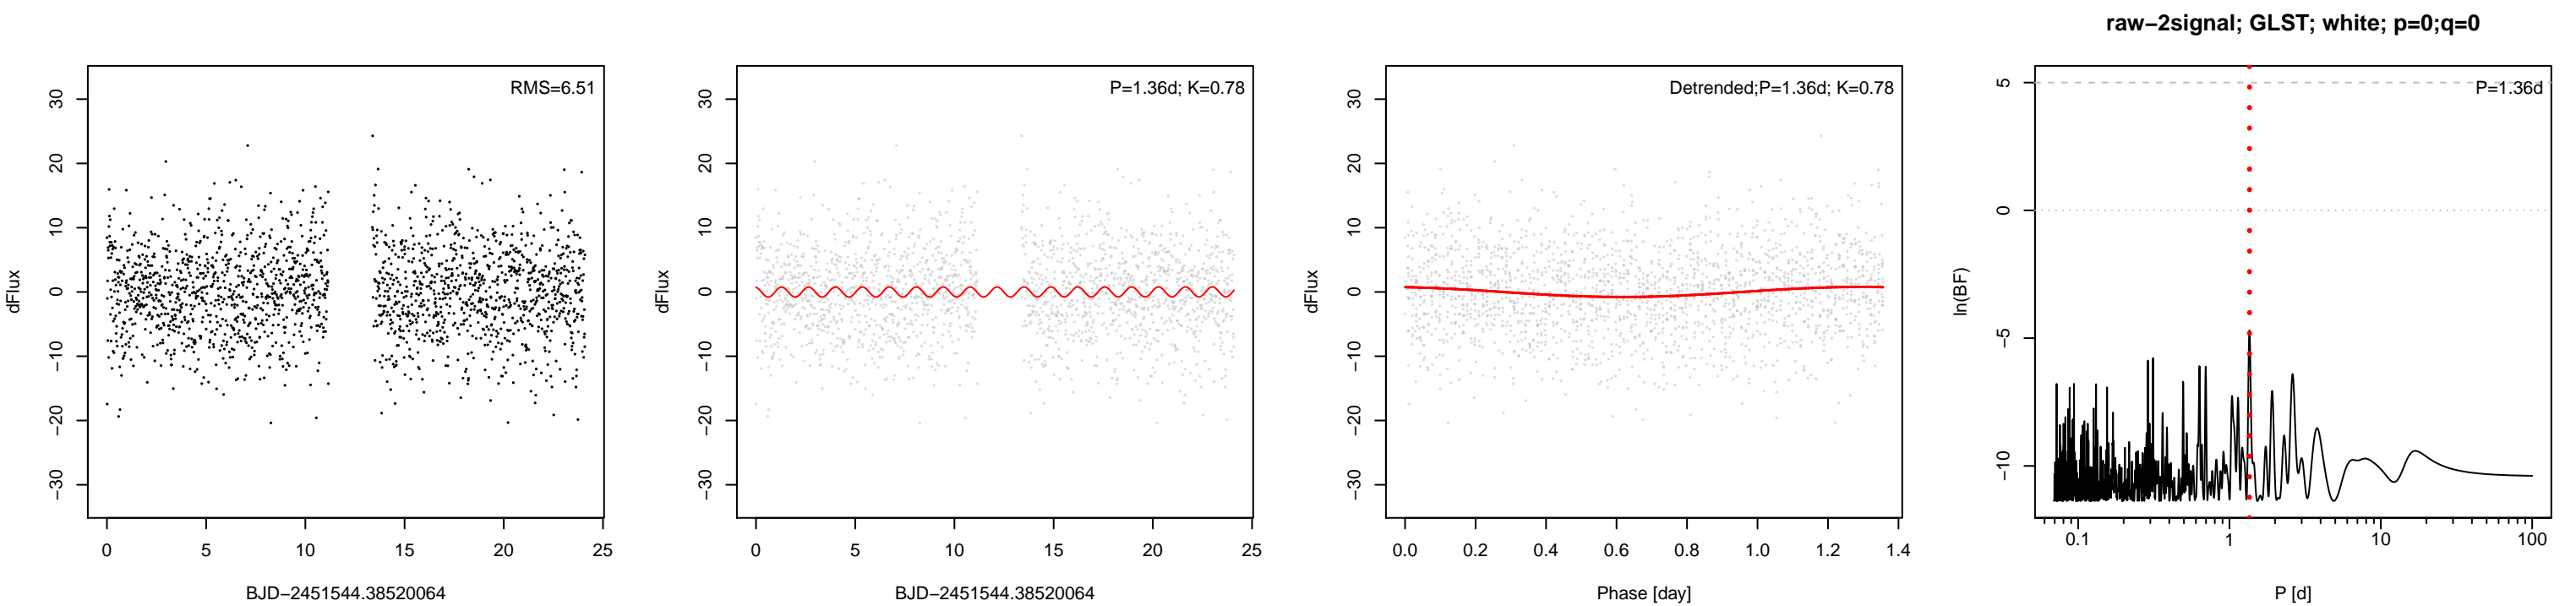 raw−2signal; GLST; white; p=0;q=0
RMS=6.51
dFlux
30
20
10
0
−10
−20
−30
0 5 10 15 20 25
BJD−2451544.38520064
P=1.36d; K=0.78
dFlux
30
20
10
0
−10
−20
−30
0 5 10 15 20 25
BJD−2451544.38520064
Detrended;P=1.36d; K=0.78
dFlux
30
20
10
0
−10
−20
−30
0.0 0.2 0.4 0.6 0.8 1.0 1.2 1.4
Phase [day]
P=1.36d
ln(BF)
5
0
−5
−10
0.1 1 10 100
P [d]